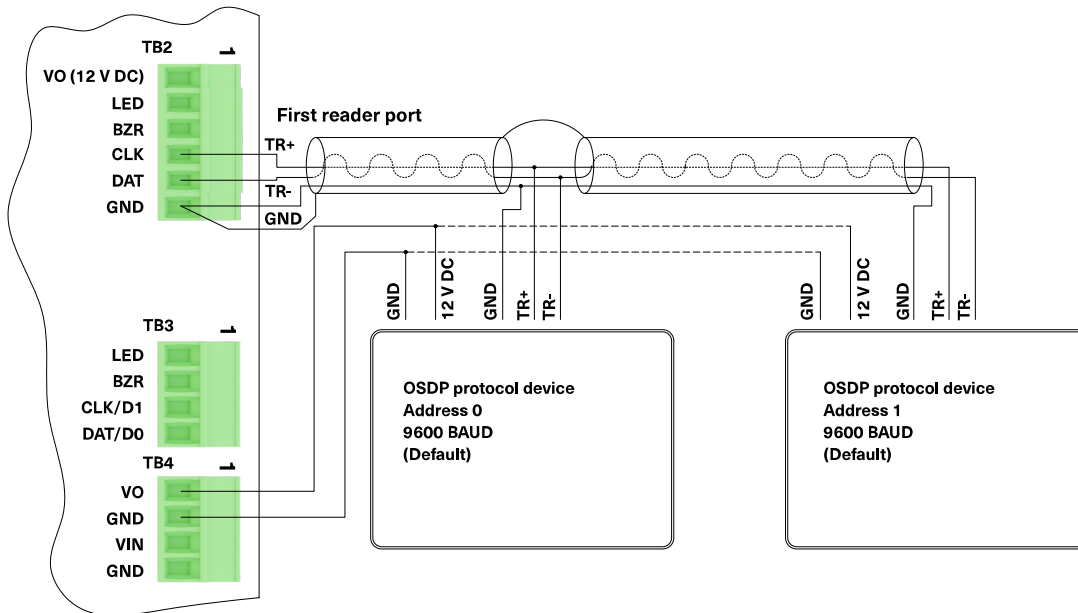 TB2
1
VO (12 V DC)
LED
BZR
CLK
DAT
GND
First reader port
TR+
TR-
GND
GND
12 V DC
GND
TR+
TR-
GND
12 V DC
GND
TR+
TR-
TB3
1
LED
BZR
CLK/D1
DAT/D0
TB4
1
VO
GND
VIN
GND
OSDP protocol device
Address 0
9600 BAUD
(Default)
OSDP protocol device
Address 1
9600 BAUD
(Default)